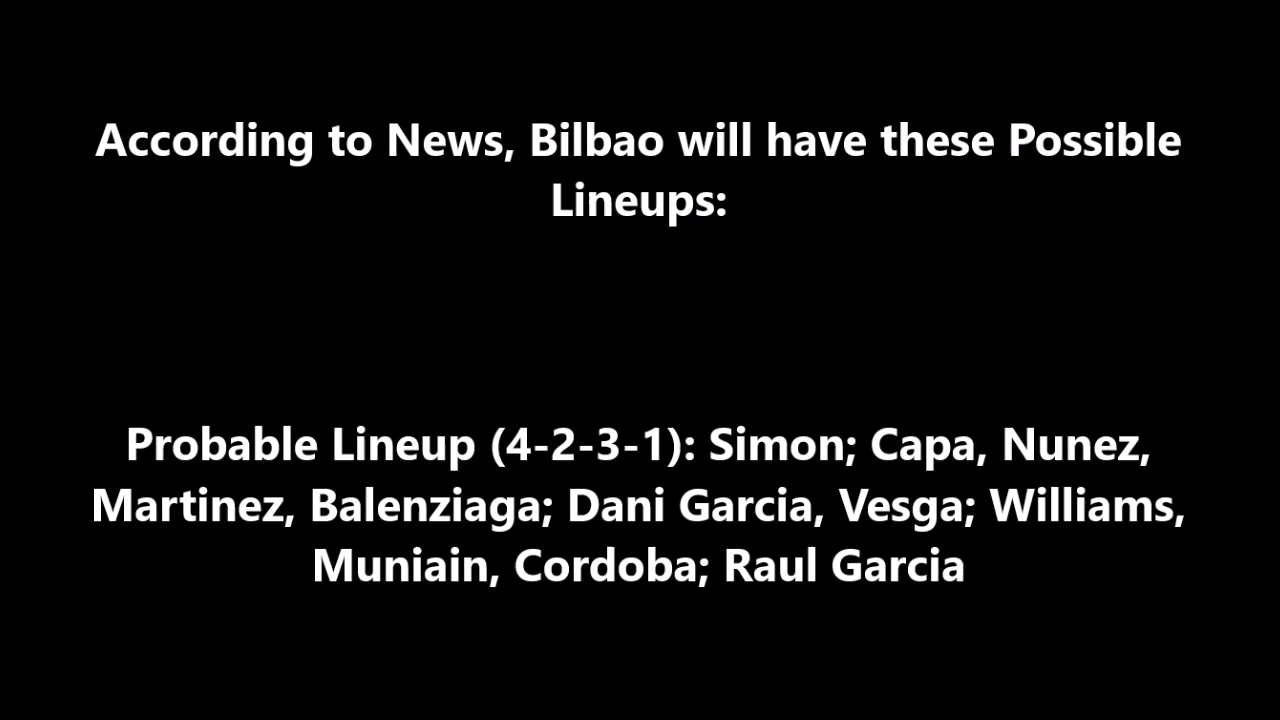 According to News, Bilbao will have these Possible
Lineups:
Probable Lineup (4-2-3-1): Simon; Capa, Nunez,
Martinez, Balenziaga; Dani Garcia, Vesga; Williams,
Muniain, Cordoba; Raul Garcia